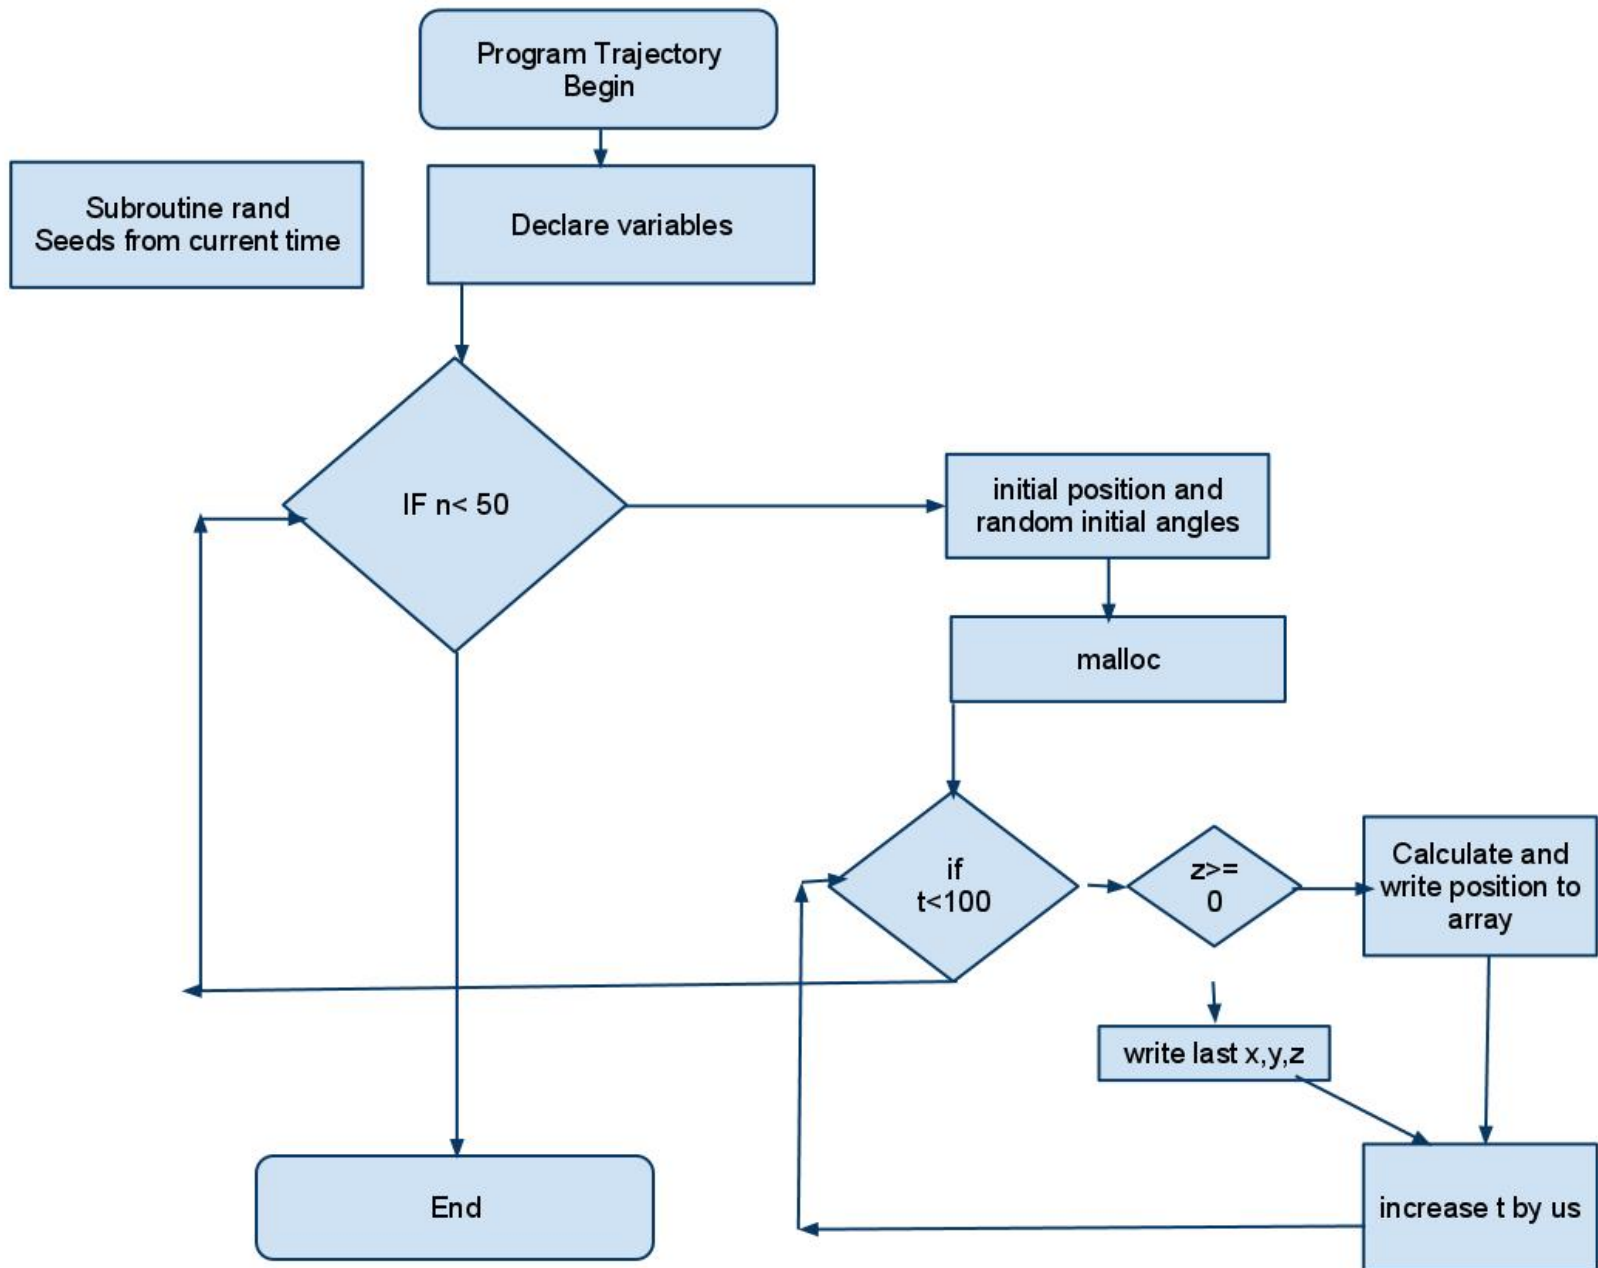 Program Trajectory
Begin
Subroutine rand
Seeds from current time
Declare variables
IF n< 50
initial position and
random initial angles
malloc
if
t<100
z>=
0
Calculate and
write position to
array
write last x,y,z
increase t by us
End